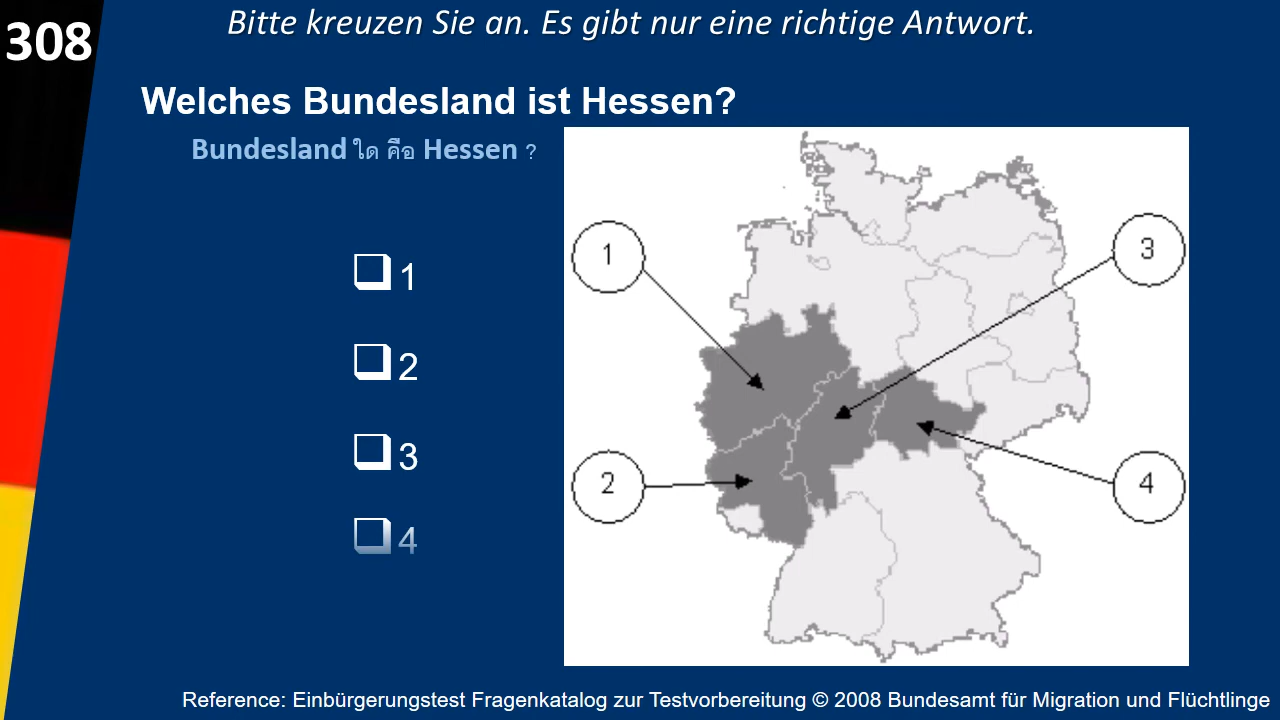 308
Bitte kreuzen Sie an. Es gibt nur eine richtige Antwort.
Welches Bundesland ist Hessen?
Bundesland ใด คือ Hessen ?
1
2
3
4
1
3
2
4
Reference: Einbürgerungstest Fragenkatalog zur Testvorbereitung © 2008 Bundesamt für Migration und Flüchtlinge